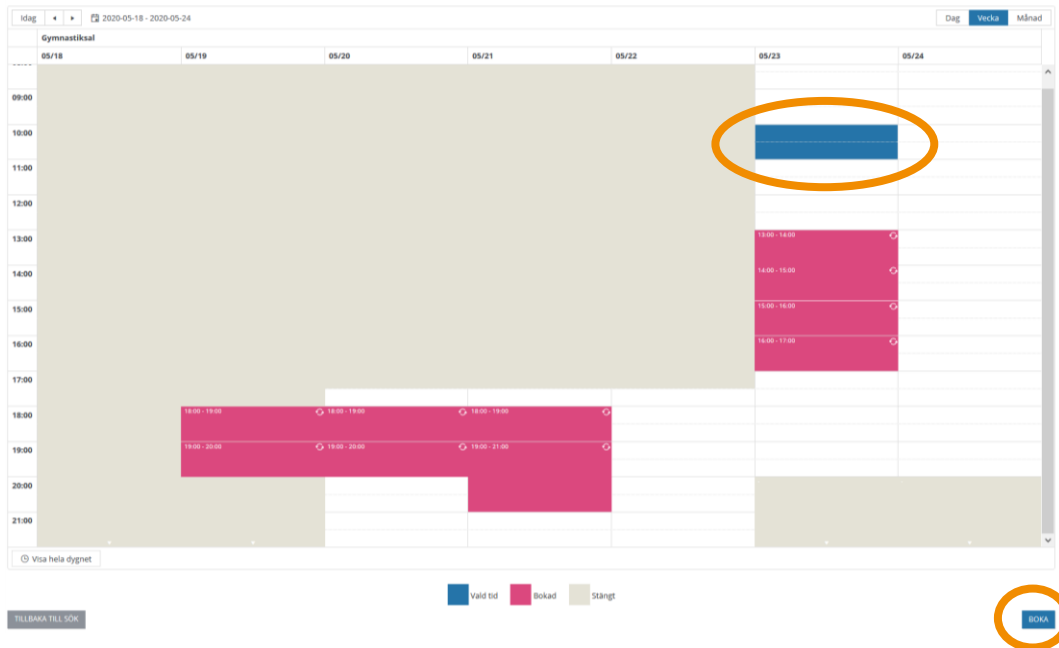 Idag 2020-05-18 - 2020-05-24 Dag Vecka Månad
Gymnastiksal
05/18 05/19 05/20 05/21 05/22 05/23 05/24
09:00
10:00
11:00
12:00
13:00 13:00 - 14:00
14:00 14:00 - 15:00
15:00 15:00 - 16:00
16:00 16:00 - 17:00
17:00
18:00 18:00 - 19:00 18:00 - 19:00 18:00 - 19:00
19:00 19:00 - 20:00 19:00 - 20:00 19:00 - 21:00
20:00
21:00
Visa hela dygnet
Vald tid Bokad Stängt
TILLBAKA TILL SÖK BOKA